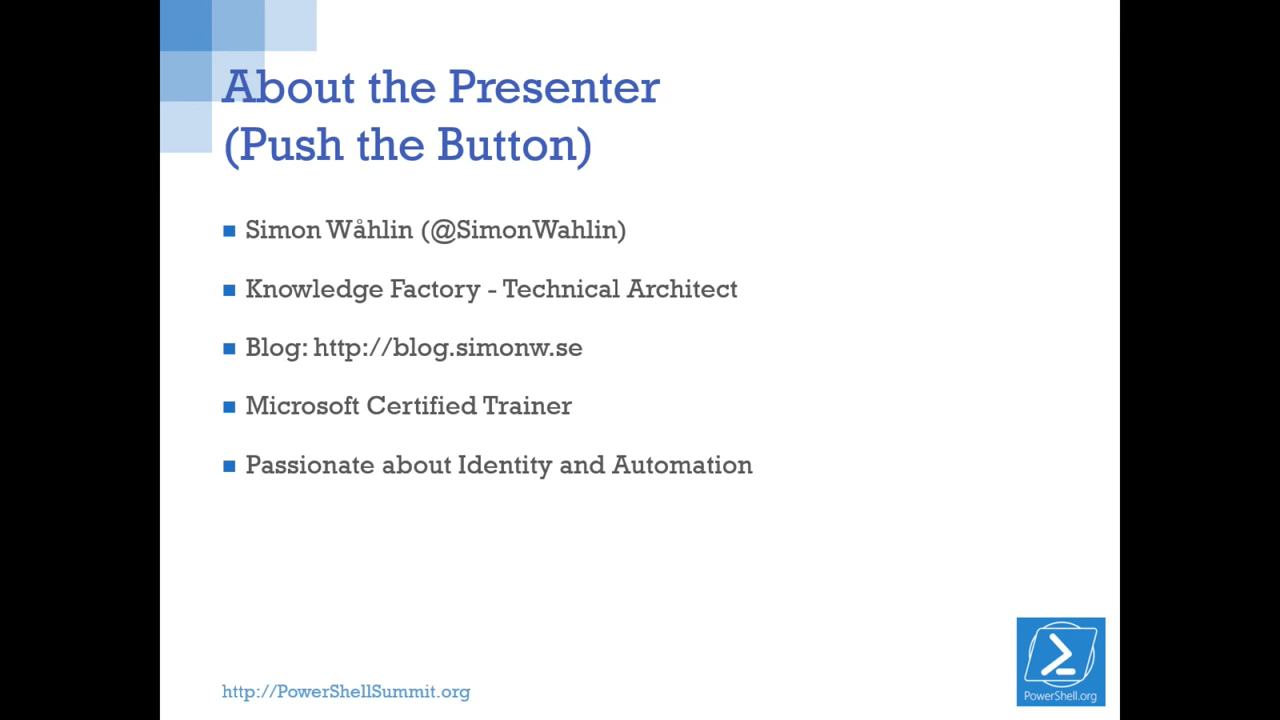 About the Presenter
(Push the Button)
Simon Wåhlin (@SimonWahlin)
Knowledge Factory - Technical Architect
Blog: http://blog.simonw.se
Microsoft Certified Trainer
Passionate about Identity and Automation
http://PowerShellSummit.org
PowerShell.org